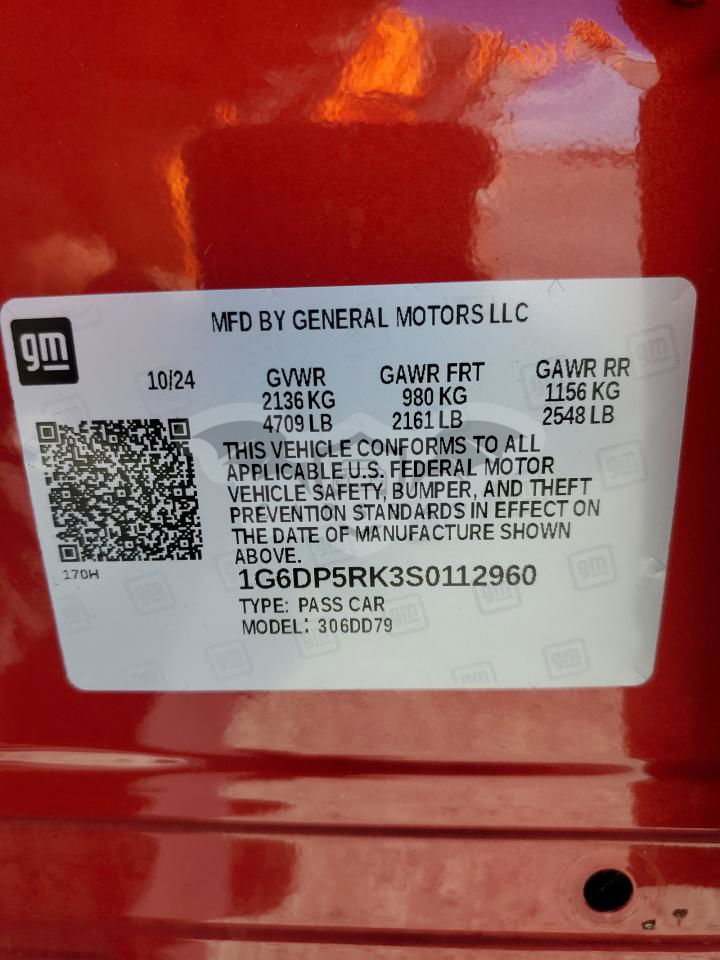 MFD BY GENERAL MOTORS LLC
gm
10/24
GVWR GAWR FRT GAWR RR
2136 KG 980 KG 1156 KG
4709 LB 2161 LB 2548 LB
THIS VEHICLE CONFORMS TO ALL
APPLICABLE U.S. FEDERAL MOTOR
VEHICLE SAFETY, BUMPER, AND THEFT
PREVENTION STANDARDS IN EFFECT ON
THE DATE OF MANUFACTURE SHOWN
ABOVE.
170H
1G6DP5RK3S0112960
TYPE: PASS CAR
MODEL: 306DD79